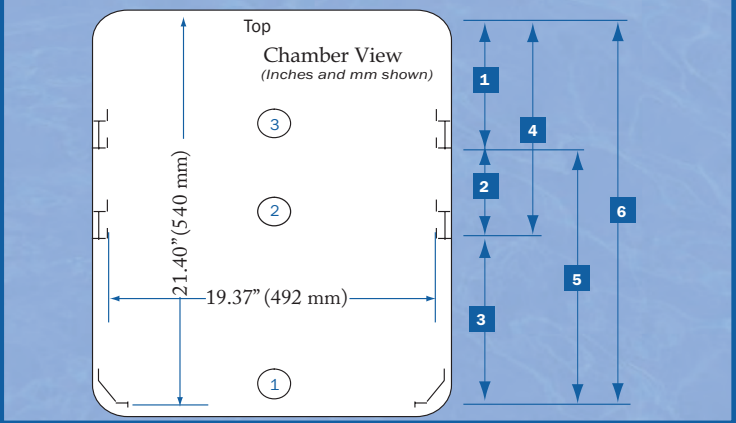 Top
Chamber View
(Inches and mm shown)
3
2
1
21.40” (540 mm)
19.37” (492 mm)
1
4
2
6
5
3